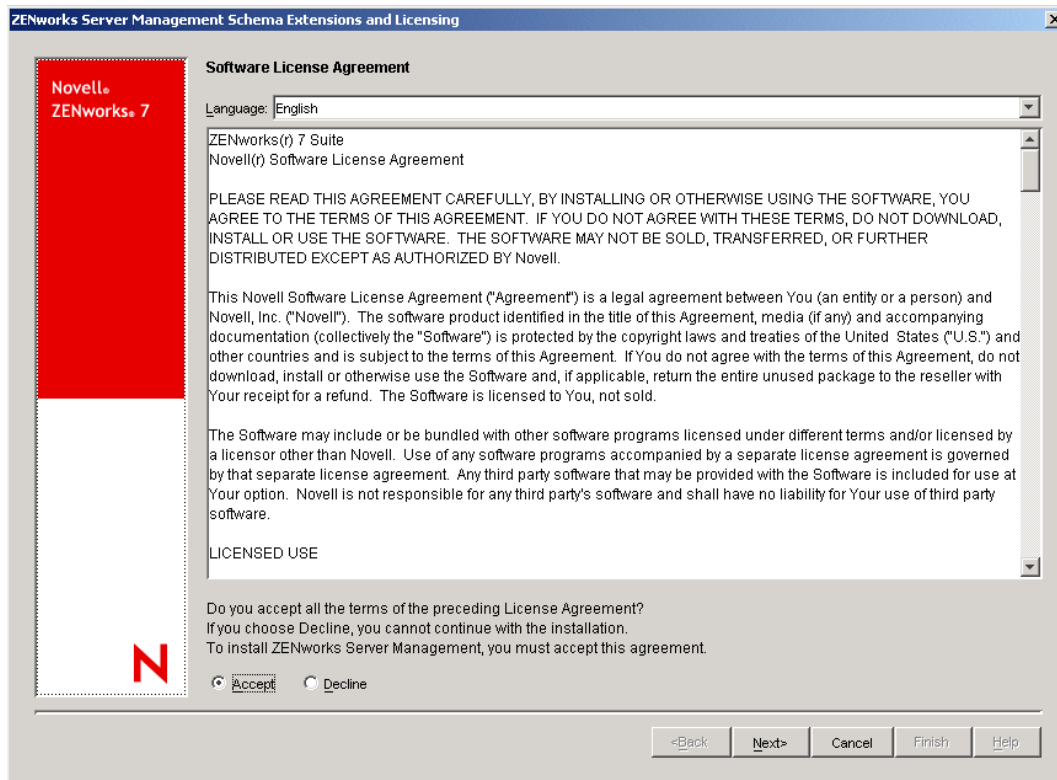 ZENworks Server Management Schema Extensions and Licensing
Novell®
ZENworks® 7
Software License Agreement
Language: English
ZENworks(r) 7 Suite
Novell(r) Software License Agreement
PLEASE READ THIS AGREEMENT CAREFULLY, BY INSTALLING OR OTHERWISE USING THE SOFTWARE, YOU
AGREE TO THE TERMS OF THIS AGREEMENT.  IF YOU DO NOT AGREE WITH THESE TERMS, DO NOT DOWNLOAD,
INSTALL OR USE THE SOFTWARE.  THE SOFTWARE MAY NOT BE SOLD, TRANSFERRED, OR FURTHER
DISTRIBUTED EXCEPT AS AUTHORIZED BY Novell.
This Novell Software License Agreement ("Agreement") is a legal agreement between You (an entity or a person) and
Novell, Inc. ("Novell").  The software product identified in the title of this Agreement, media (if any) and accompanying
documentation (collectively the "Software") is protected by the copyright laws and treaties of the United  States ("U.S.") and
other countries and is subject to the terms of this Agreement.  If You do not agree with the terms of this Agreement, do not
download, install or otherwise use the Software and, if applicable, return the entire unused package to the reseller with
Your receipt for a refund.  The Software is licensed to You, not sold.
The Software may include or be bundled with other software programs licensed under different terms and/or licensed by
a licensor other than Novell.  Use of any software programs accompanied by a separate license agreement is governed
by that separate license agreement.  Any third party software that may be provided with the Software is included for use at
Your option.  Novell is not responsible for any third party's software and shall have no liability for Your use of third party
software.
LICENSED USE
Do you accept all the terms of the preceding License Agreement?
If you choose Decline, you cannot continue with the installation.
To install ZENworks Server Management, you must accept this agreement.
Accept Decline
N
<Back Next> Cancel Finish Help